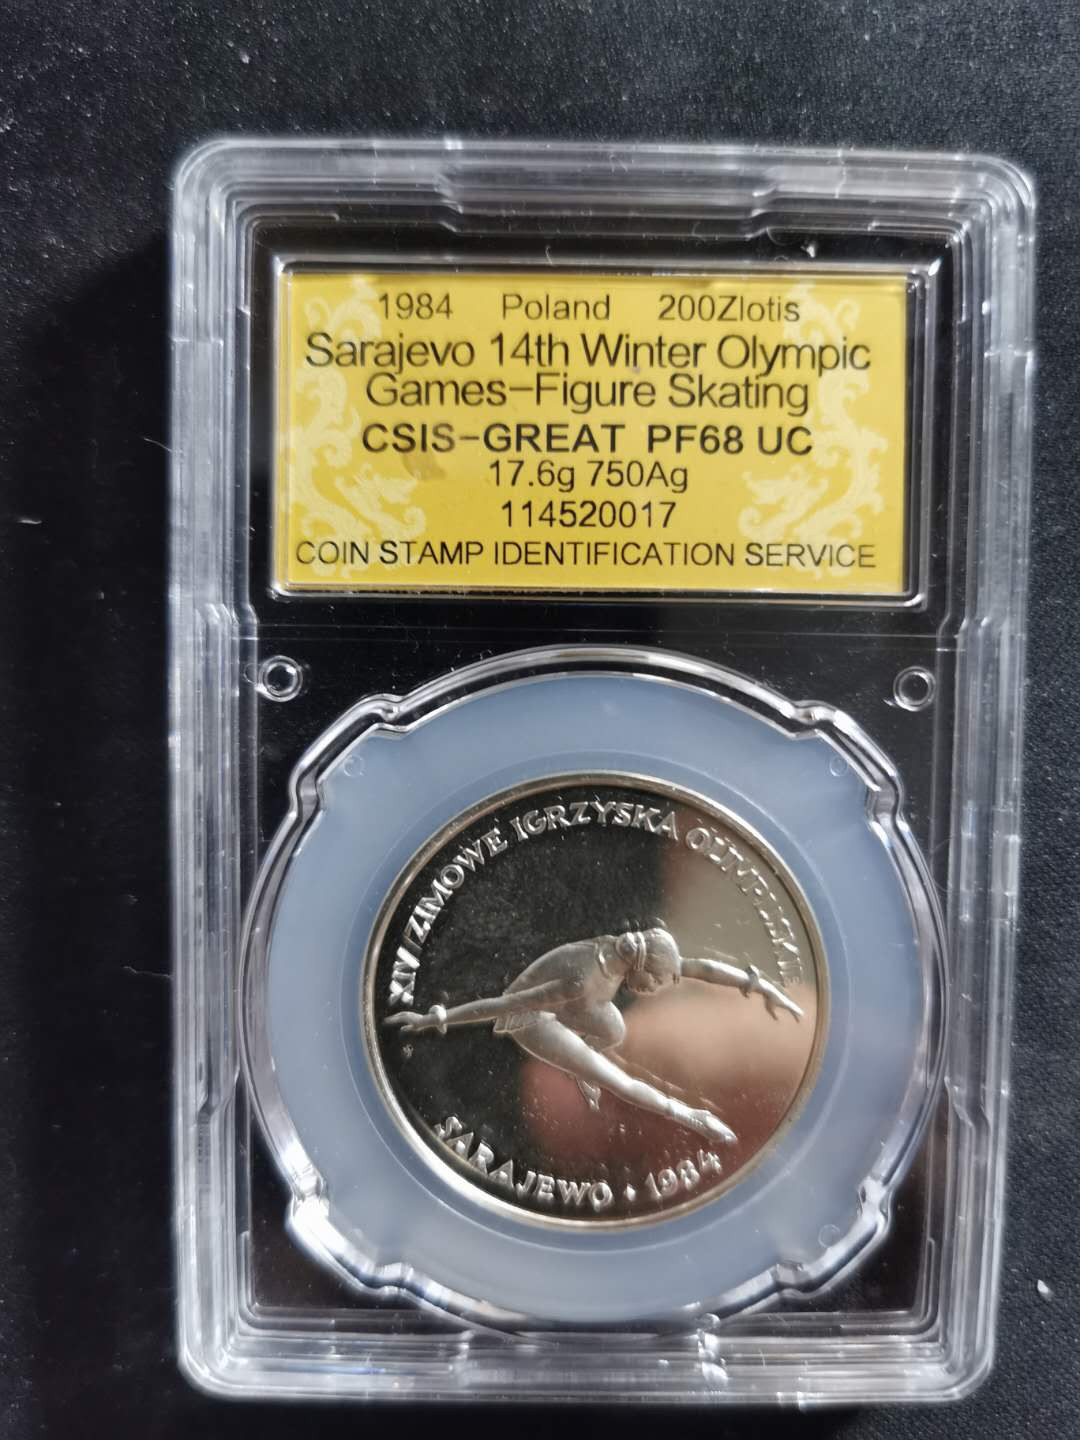 1984 Poland 200Zlotis
Sarajevo 14th Winter Olympic
Games-Figure Skating
CSIS-GREAT PF68 UC
17.6g 750Ag
114520017
COIN STAMP IDENTIFICATION SERVICE
XIV ZIMOWE IGRZYSKA OLIMPIJSKIE
SARAJEWO • 1984